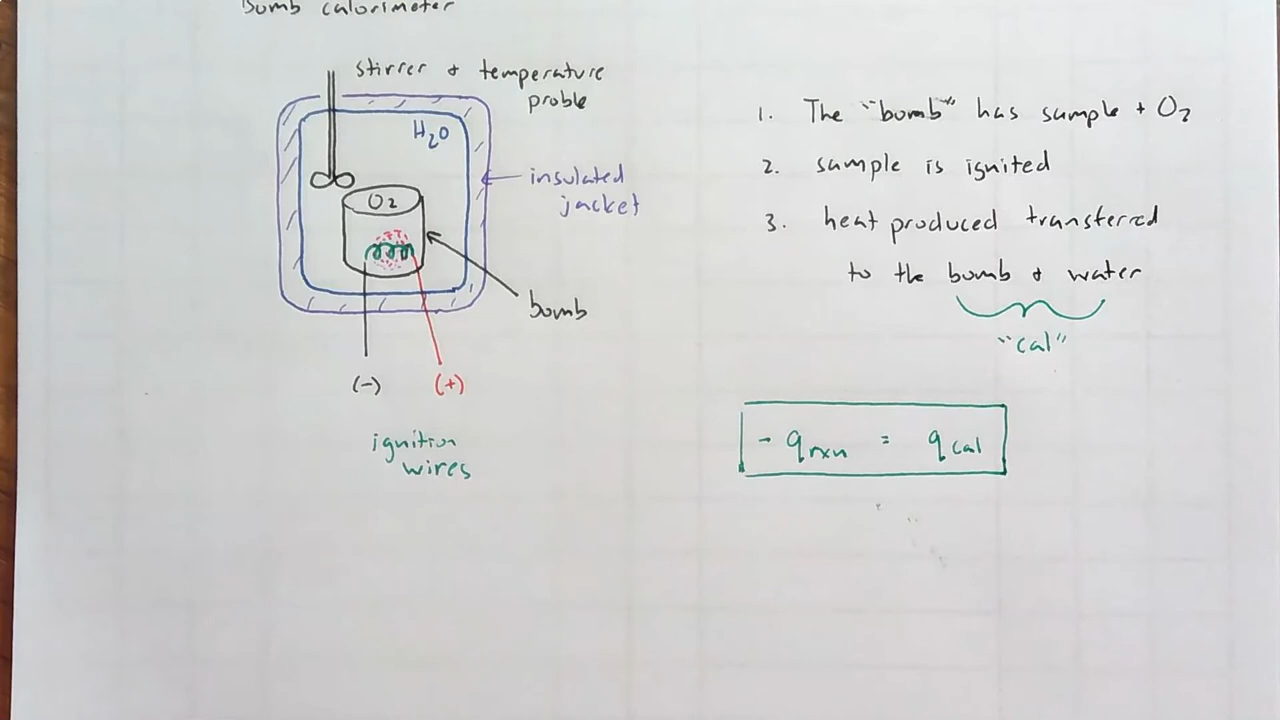 Bomb calorimeter
stirrer & temperature
proble
H2O
insulated
jacket
O2
bomb
(-) (+)
ignition
wires
1. The "bomb" has sample + O2
2. sample is ignited
3. heat produced transferred
to the bomb & water
"cal"
- qrxn = qcal